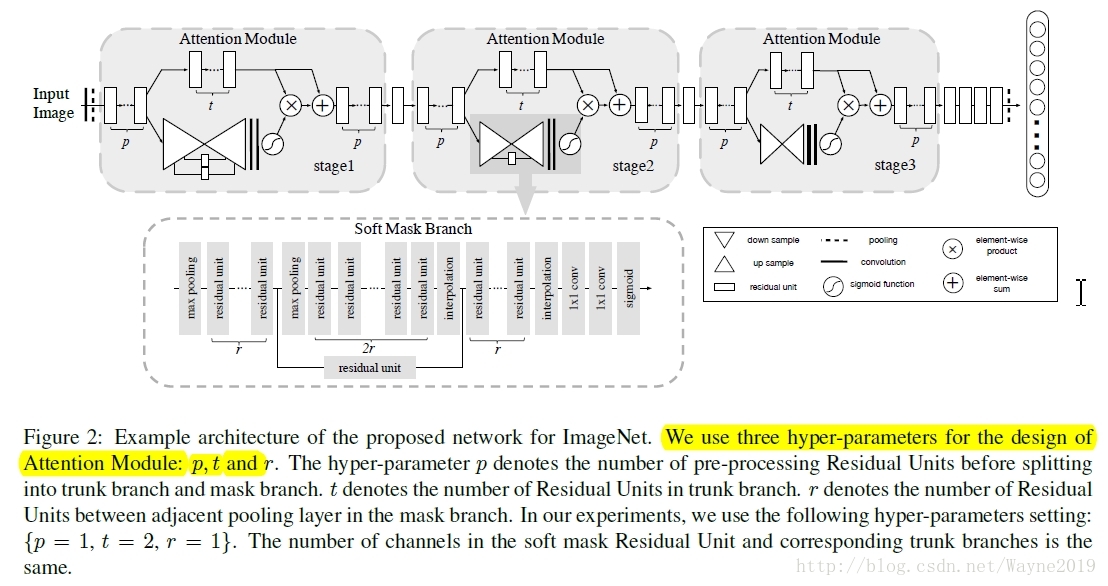 Attention Module
Attention Module
Attention Module
Input
Image
t
t
t
p
p
p
p
p
p
stage1
stage2
stage3
Soft Mask Branch
max pooling
residual unit
residual unit
max pooling
residual unit
residual unit
residual unit
residual unit
interpolation
residual unit
residual unit
interpolation
1x1 conv
1x1 conv
sigmoid
r
2r
r
residual unit
down sample
pooling
element-wise
product
up sample
convolution
residual unit
sigmoid function
element-wise
sum
Figure 2: Example architecture of the proposed network for ImageNet. We use three hyper-parameters for the design of
Attention Module: p, t and r. The hyper-parameter p denotes the number of pre-processing Residual Units before splitting
into trunk branch and mask branch. t denotes the number of Residual Units in trunk branch. r denotes the number of Residual
Units between adjacent pooling layer in the mask branch. In our experiments, we use the following hyper-parameters setting:
{p = 1, t = 2, r = 1}. The number of channels in the soft mask Residual Unit and corresponding trunk branches is the
same.
http://blog.csdn.net/Wayne2019